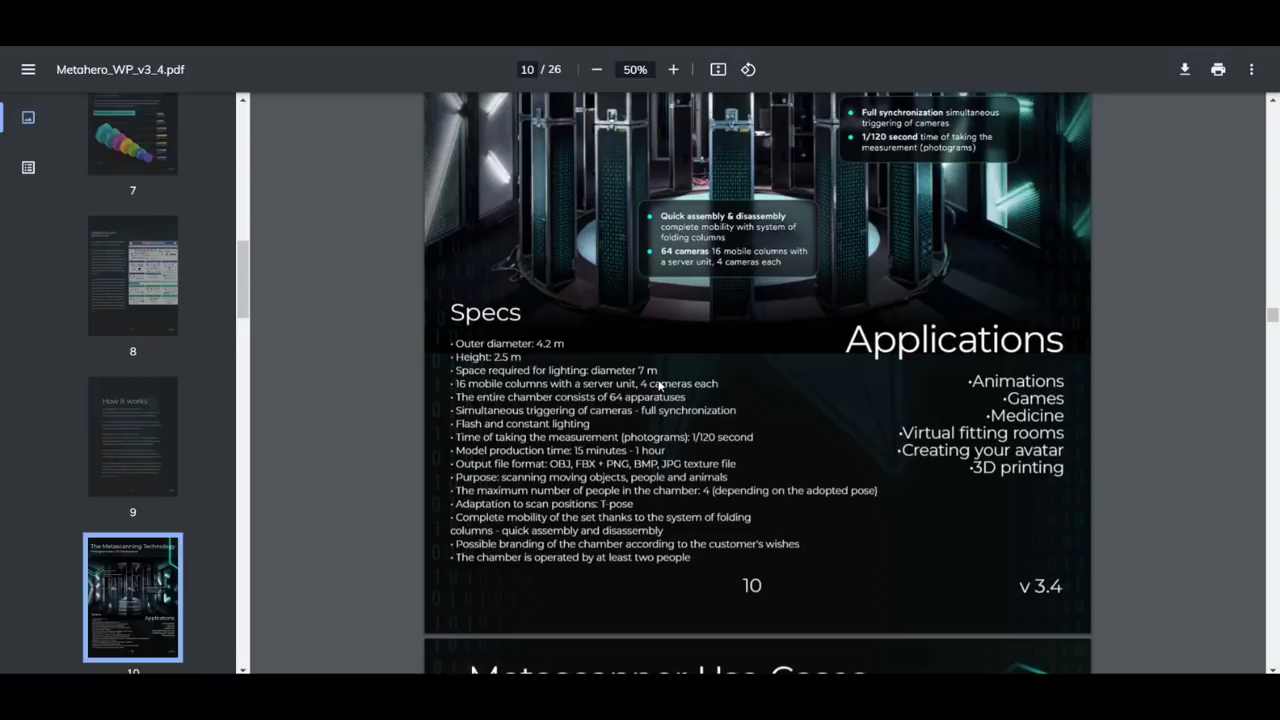 Metahero_WP_v3_4.pdf
10 / 26
50%
7
8
How it works
9
The Metascanning Technology
Specs
Applications
10
Full synchronization simultaneous
triggering of cameras
1/120 second time of taking the
measurement (photograms)
Quick assembly & disassembly
complete mobility with system of
folding columns
64 cameras 16 mobile columns with
a server unit, 4 cameras each
Specs
• Outer diameter: 4.2 m
• Height: 2.5 m
• Space required for lighting: diameter 7 m
• 16 mobile columns with a server unit, 4 cameras each
• The entire chamber consists of 64 apparatuses
• Simultaneous triggering of cameras - full synchronization
• Flash and constant lighting
• Time of taking the measurement (photograms): 1/120 second
• Model production time: 15 minutes - 1 hour
• Output file format: OBJ, FBX + PNG, BMP, JPG texture file
• Purpose: scanning moving objects, people and animals
• The maximum number of people in the chamber: 4 (depending on the adopted pose)
• Adaptation to scan positions: T-pose
• Complete mobility of the set thanks to the system of folding
columns - quick assembly and disassembly
• Possible branding of the chamber according to the customer's wishes
• The chamber is operated by at least two people
Applications
•Animations
•Games
•Medicine
•Virtual fitting rooms
•Creating your avatar
•3D printing
10
v 3.4
Metascanner Use Cases